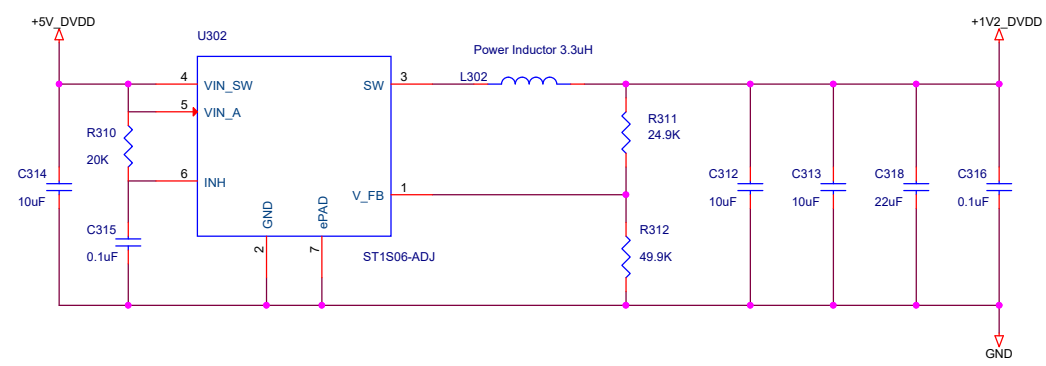 +5V_DVDD
+1V2_DVDD
U302
Power Inductor 3.3uH
4
VIN_SW
SW
3
L302
5
VIN_A
R310
20K
R311
24.9K
C314
10uF
6
INH
V_FB
1
C312
10uF
C313
10uF
C318
22uF
C316
0.1uF
C315
0.1uF
GND
ePAD
2
7
ST1S06-ADJ
R312
49.9K
GND